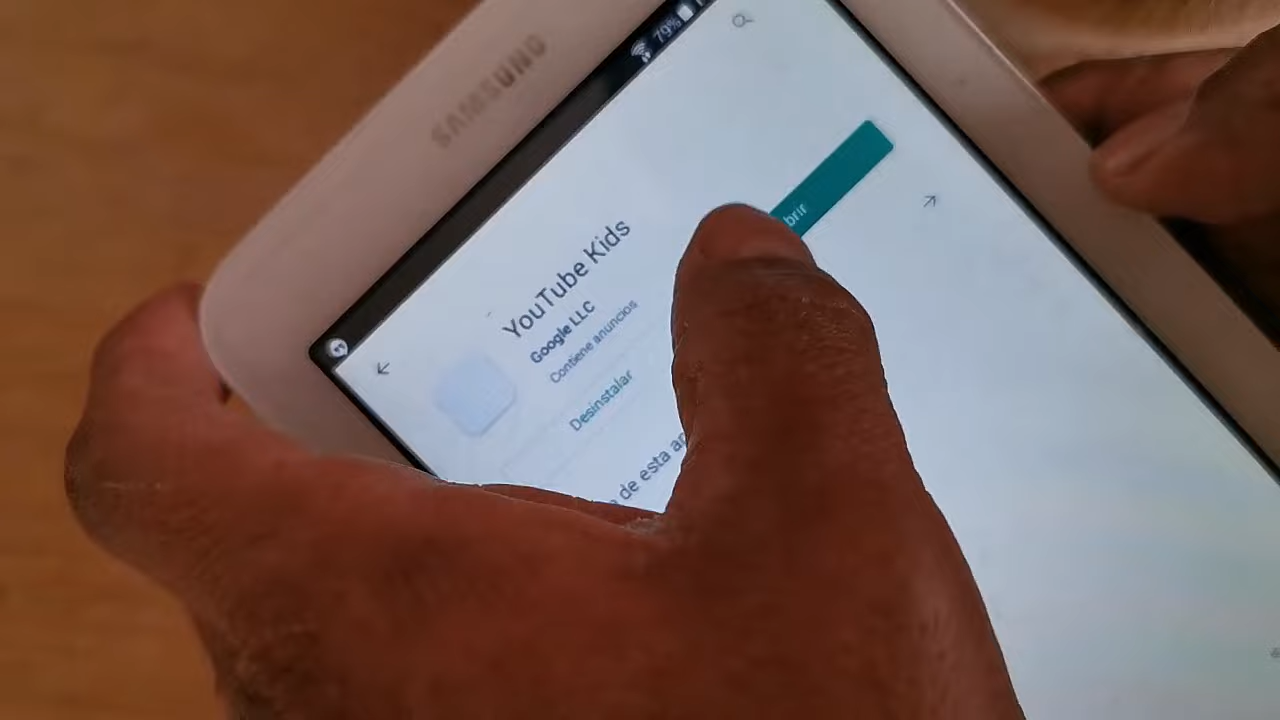 SAMSUNG
79%
YouTube Kids
Google LLC
Contiene anuncios
Desinstalar
brir
de esta ap